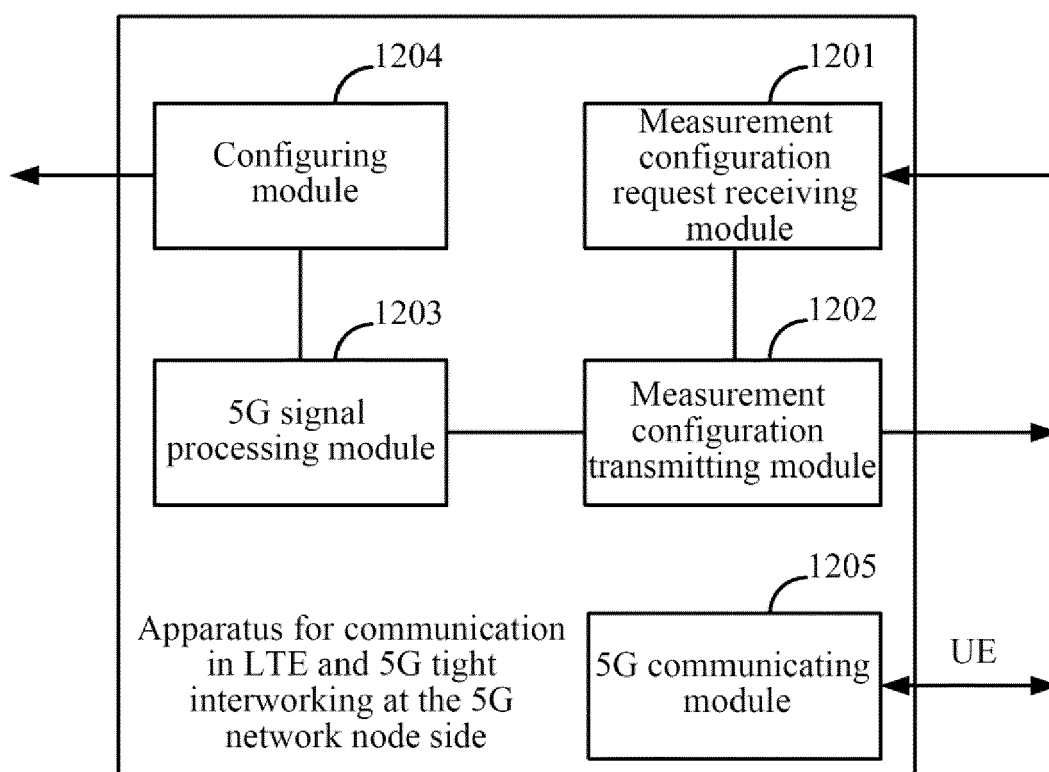 1204
Configuring
module
1201
Measurement
configuration
request receiving
module
1203
5G signal
processing module
1202
Measurement
configuration
transmitting module
1205
5G communicating
module
UE
Apparatus for communication
in LTE and 5G tight
interworking at the 5G
network node side